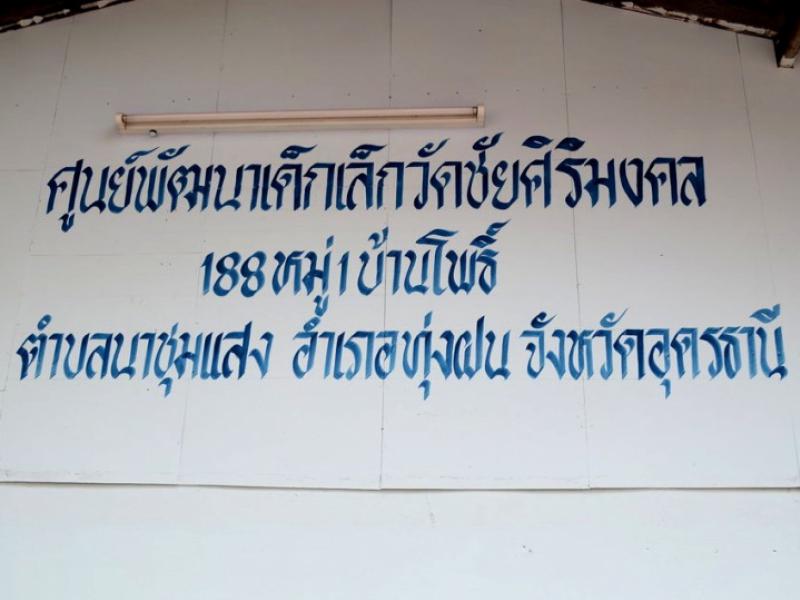 ศูนย์พัฒนาเด็กเล็กวัดชัยศิริมงคล
188 หมู่ 1 บ้านโพธิ์
ตำบลนาชุมแสง อำเภอทุ่งฝน จังหวัดอุดรธานี